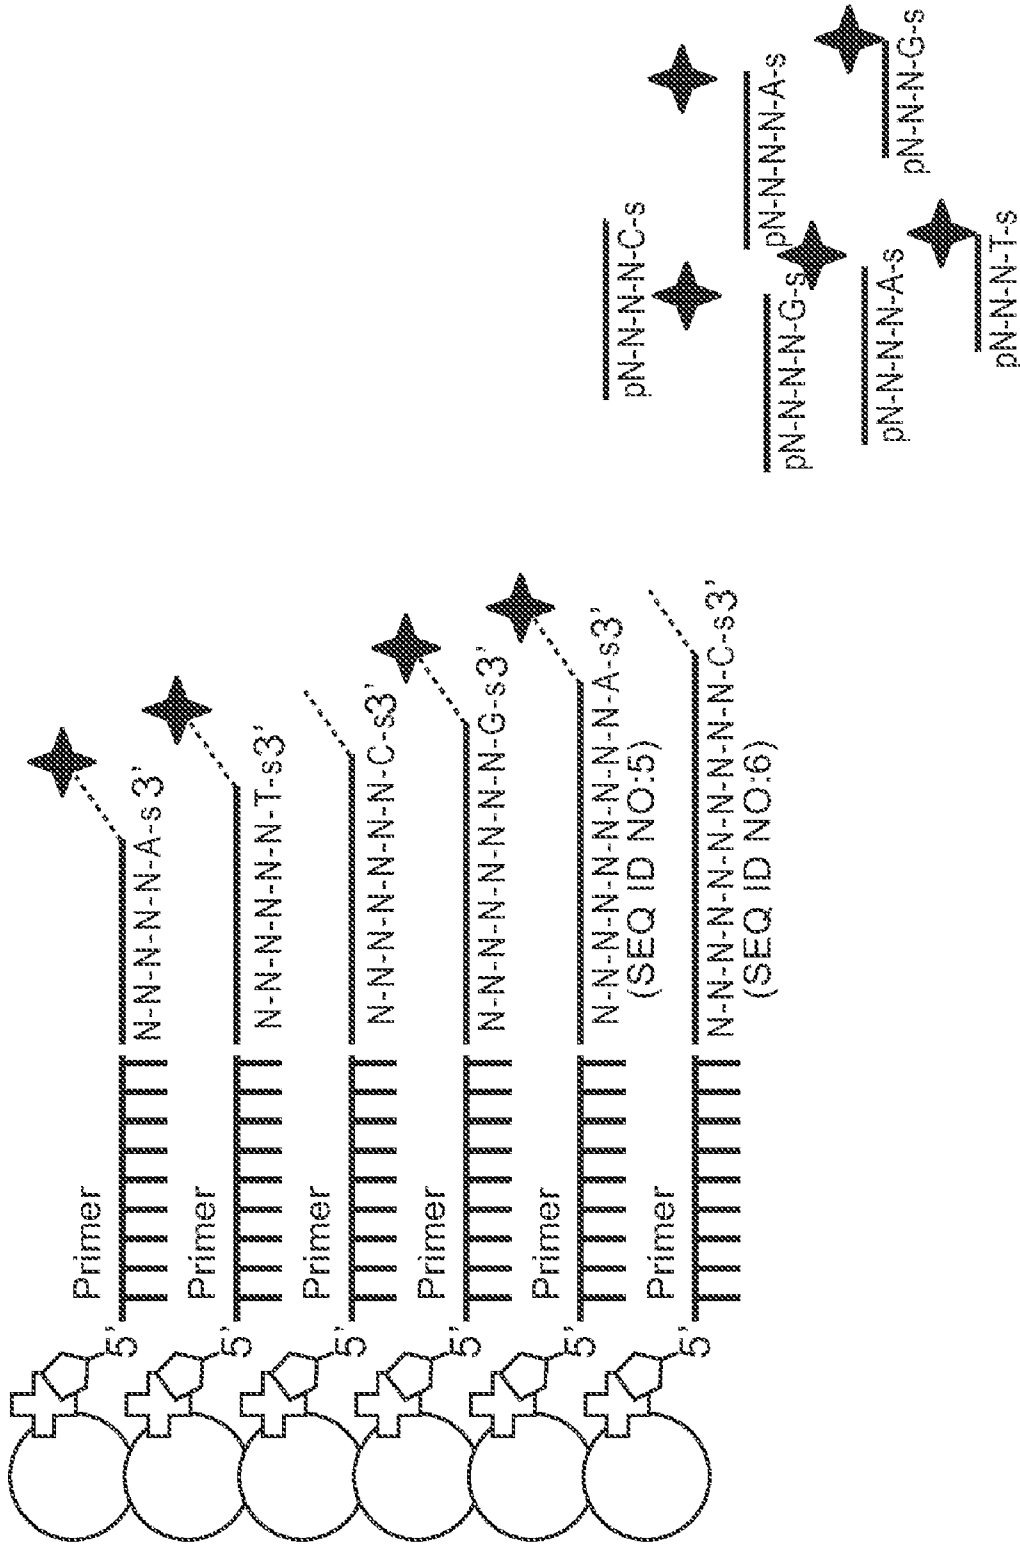 Primer
5'
N-N-N-N-A-s 3'
Primer
5'
N-N-N-N-N-T-s3'
Primer
5'
N-N-N-N-N-N-C-s3'
Primer
5'
N-N-N-N-N-N-N-G-s3'
Primer
5'
N-N-N-N-N-N-N-N-A-s3'
(SEQ ID NO:5)
Primer
5'
N-N-N-N-N-N-N-N-N-C-s3'
(SEQ ID NO:6)
pN-N-N-N-C-s
pN-N-N-N-A-s
pN-N-N-N-G-s
pN-N-N-N-A-s
pN-N-N-G-s
pN-N-N-T-s